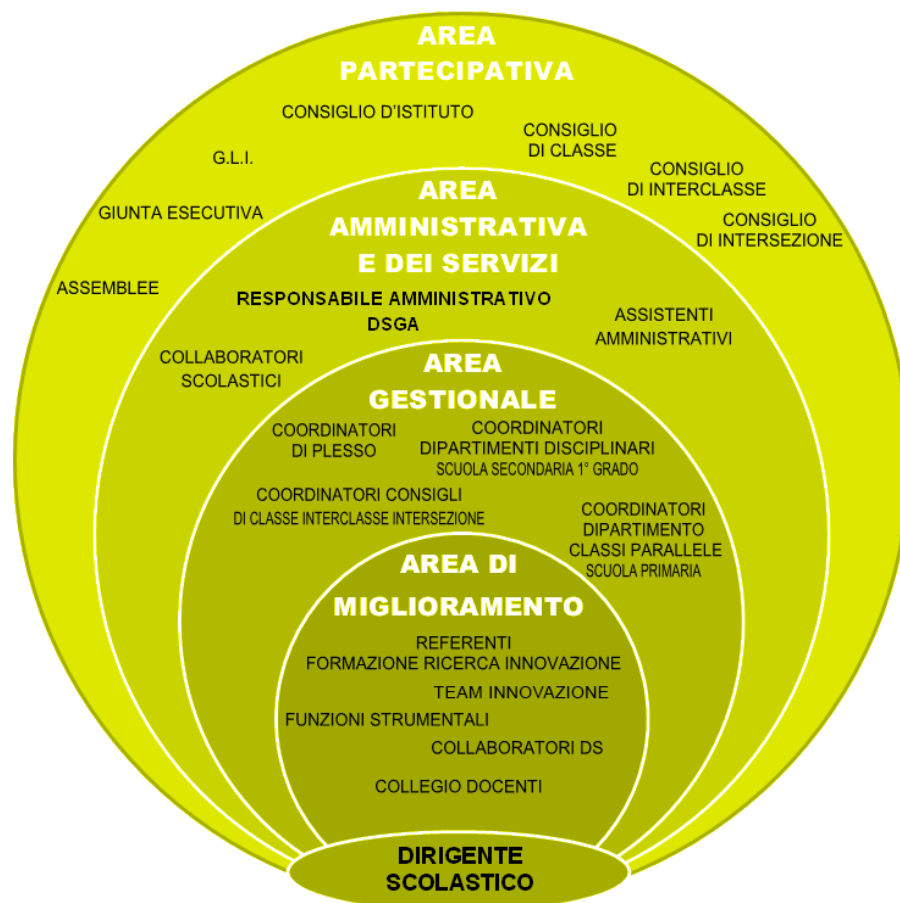 AREA
PARTECIPATIVA
CONSIGLIO D'ISTITUTO
CONSIGLIO
DI CLASSE
G.L.I.
CONSIGLIO
DI INTERCLASSE
GIUNTA ESECUTIVA
CONSIGLIO
DI INTERSEZIONE
ASSEMBLEE
AREA
AMMINISTRATIVA
E DEI SERVIZI
RESPONSABILE AMMINISTRATIVO
DSGA
ASSISTENTI
AMMINISTRATIVI
COLLABORATORI
SCOLASTICI
AREA
GESTIONALE
COORDINATORI
DI PLESSO
COORDINATORI
DIPARTIMENTI DISCIPLINARI
SCUOLA SECONDARIA 1° GRADO
COORDINATORI CONSIGLI
DI CLASSE INTERCLASSE INTERSEZIONE
COORDINATORI
DIPARTIMENTO
CLASSI PARALLELE
SCUOLA PRIMARIA
AREA DI
MIGLIORAMENTO
REFERENTI
FORMAZIONE RICERCA INNOVAZIONE
TEAM INNOVAZIONE
FUNZIONI STRUMENTALI
COLLABORATORI DS
COLLEGIO DOCENTI
DIRIGENTE
SCOLASTICO